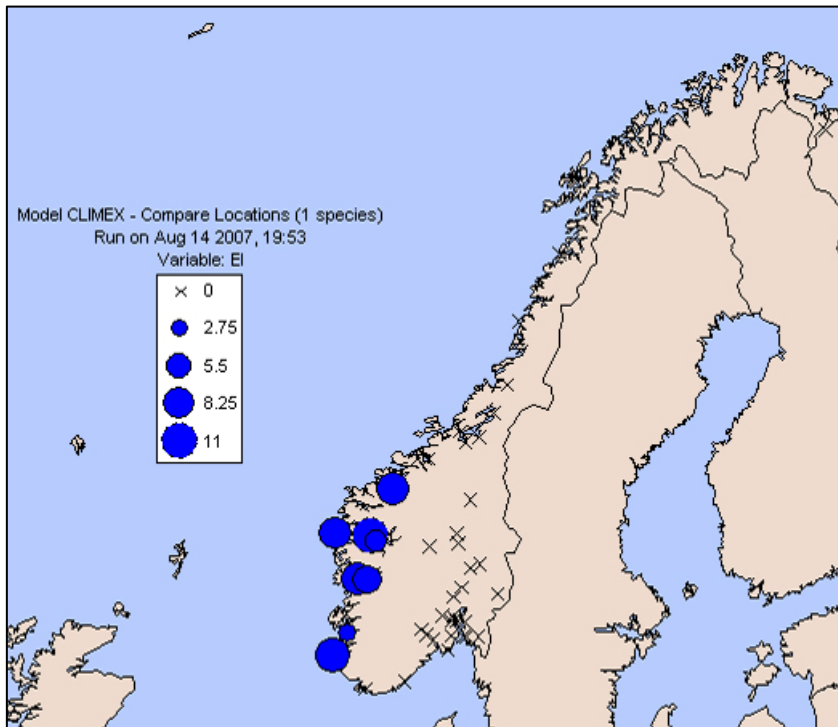 Model CLIMEX - Compare Locations (1 species)
Run on Aug 14 2007, 19:53
Variable: EI
0
2.75
5.5
8.25
11